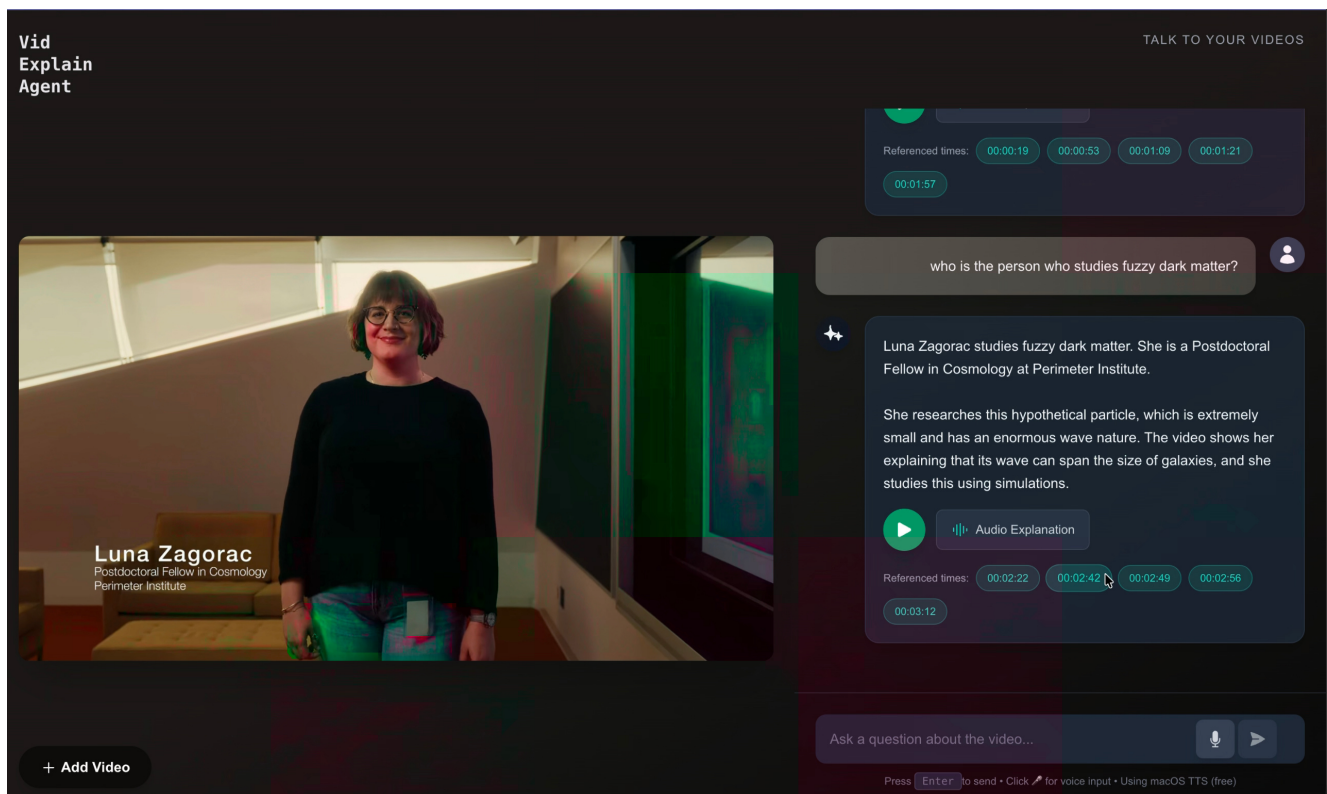 Vid
Explain
Agent
TALK TO YOUR VIDEOS
Referenced times: 00:00:19 00:00:53 00:01:09 00:01:21
00:01:57
who is the person who studies fuzzy dark matter?
Luna Zagorac studies fuzzy dark matter. She is a Postdoctoral
Fellow in Cosmology at Perimeter Institute.
She researches this hypothetical particle, which is extremely
small and has an enormous wave nature. The video shows her
explaining that its wave can span the size of galaxies, and she
studies this using simulations.
Audio Explanation
Referenced times: 00:02:22 00:02:42 00:02:49 00:02:56
00:03:12
Luna Zagorac
Postdoctoral Fellow in Cosmology
Perimeter Institute
Ask a question about the video...
+ Add Video
Press Enter to send • Click 🎤 for voice input • Using macOS TTS (free)